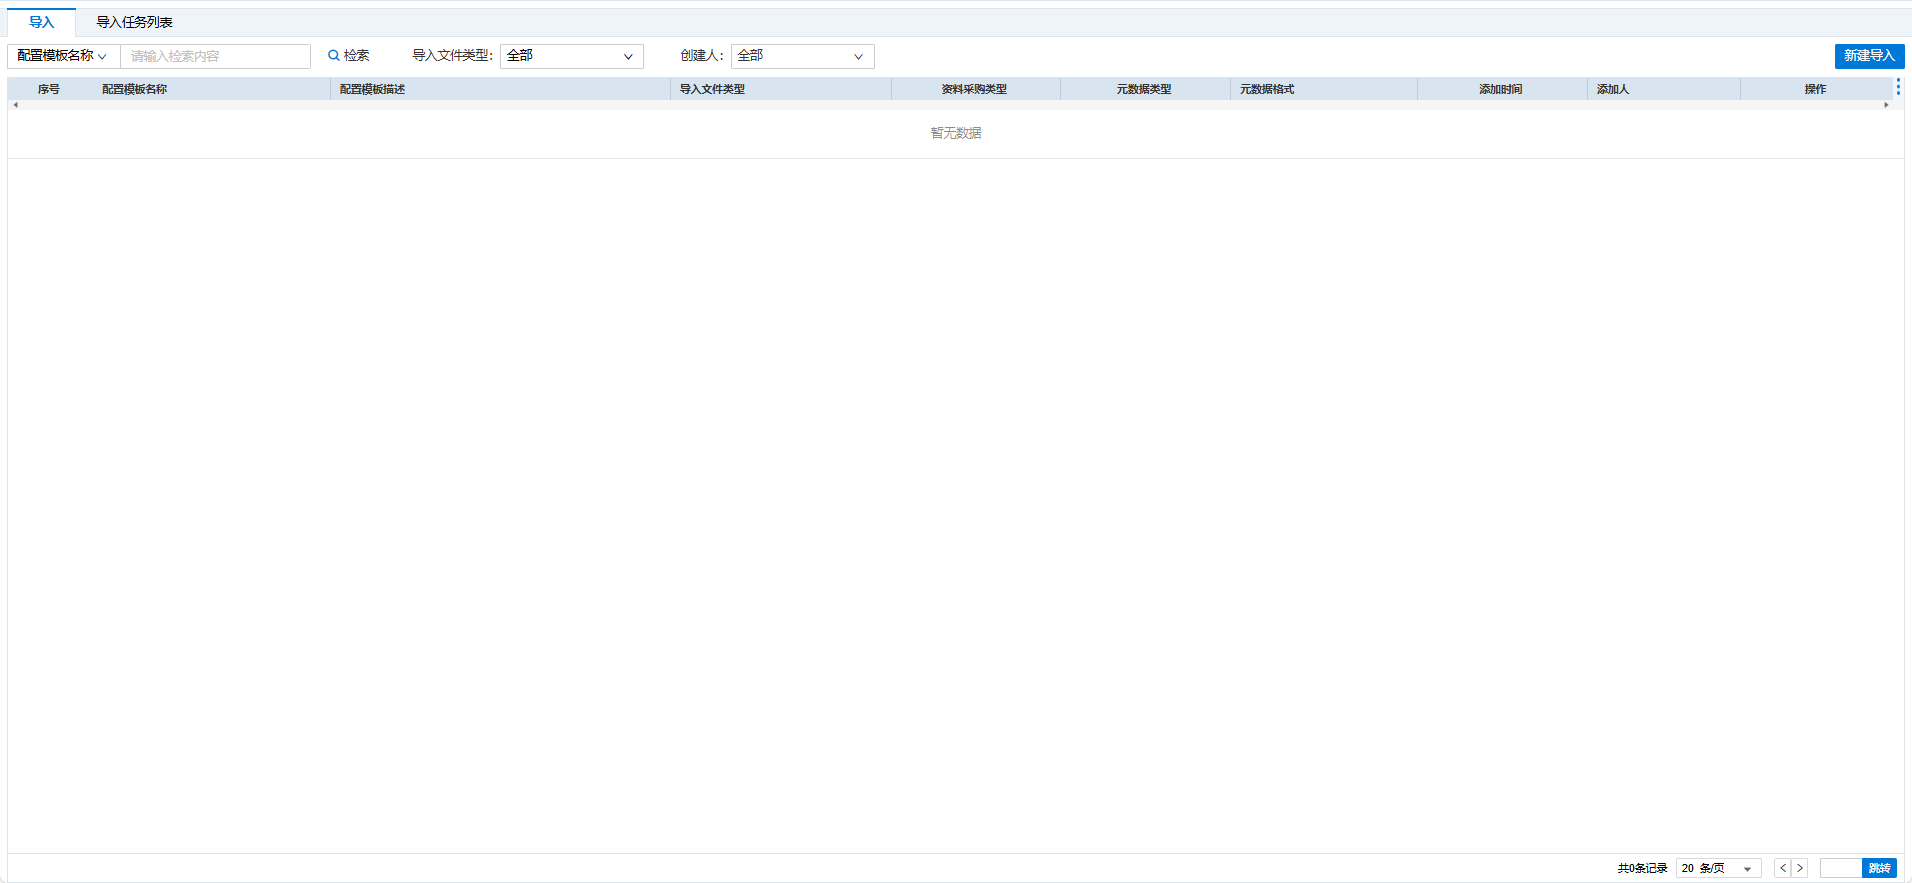 导入 导入任务列表
配置模板名称 请输入检索内容 检索 导入文件类型: 全部 创建人: 全部 新建导入
序号 配置模板名称 配置模板描述 导入文件类型 资料采购类型 元数据类型 元数据格式 添加时间 添加人 操作
暂无数据
共0条记录 20 条/页 < > 跳转